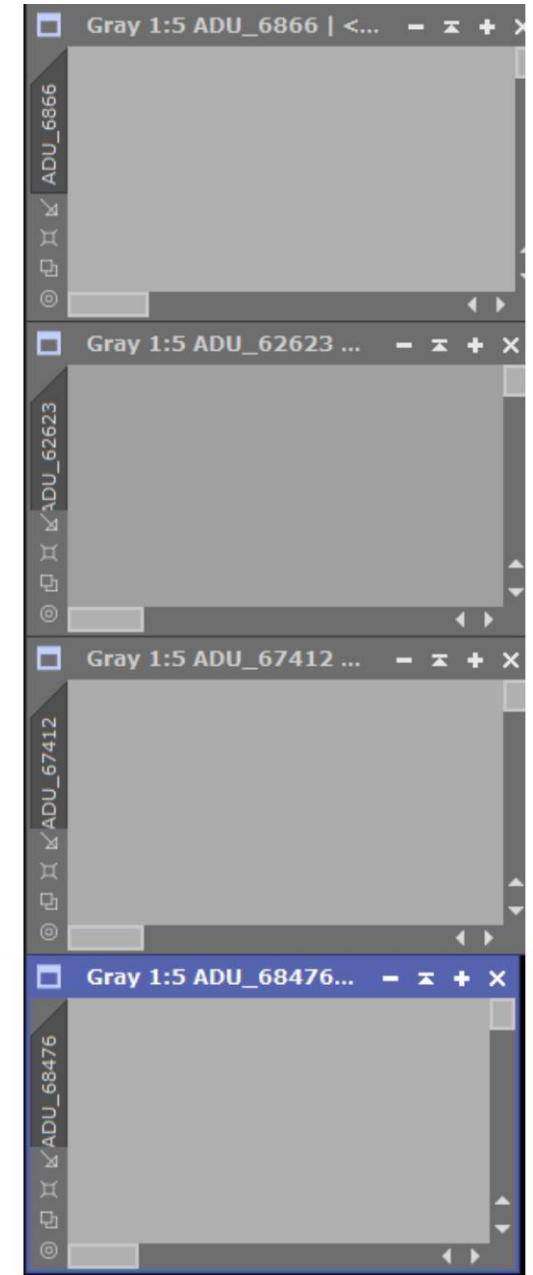 Gray 1:5 ADU_6866 | <...
ADU_6866
Gray 1:5 ADU_62623 ...
ADU_62623
Gray 1:5 ADU_67412 ...
ADU_67412
Gray 1:5 ADU_68476...
ADU_68476